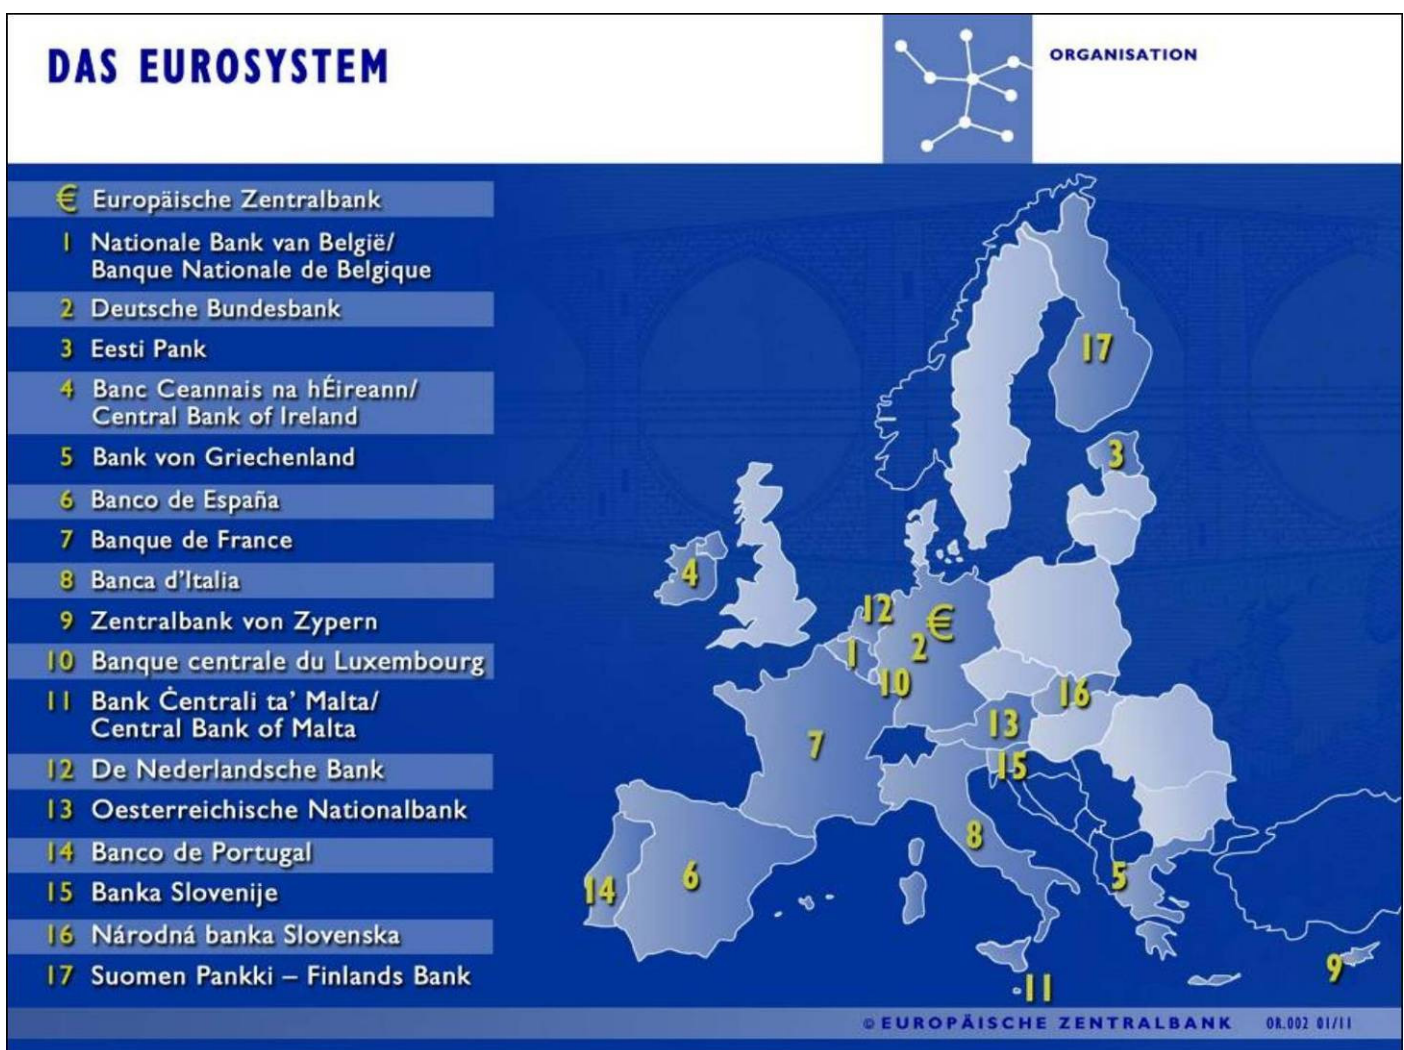 DAS EUROSYSTEM
ORGANISATION
€ Europäische Zentralbank
1 Nationale Bank van België/
Banque Nationale de Belgique
2 Deutsche Bundesbank
3 Eesti Pank
4 Banc Ceannais na hÉireann/
Central Bank of Ireland
5 Bank von Griechenland
6 Banco de España
7 Banque de France
8 Banca d’Italia
9 Zentralbank von Zypern
10 Banque centrale du Luxembourg
11 Bank Ċentrali ta’ Malta/
Central Bank of Malta
12 De Nederlandsche Bank
13 Oesterreichische Nationalbank
14 Banco de Portugal
15 Banka Slovenije
16 Národná banka Slovenska
17 Suomen Pankki – Finlands Bank
17
3
4
12
€
2
1
10
16
13
7
15
8
6
14
5
9
11
© EUROPÄISCHE ZENTRALBANK OR.002 01/11